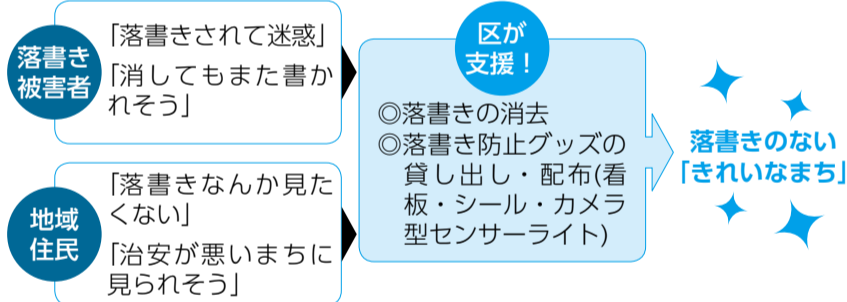 落書き
被害者
「落書きされて迷惑」
「消してもまた書か
れそう」
地域
住民
「落書きなんか見た
くない」
「治安が悪いまちに
見られそう」
区が
支援！
◎落書きの消去
◎落書き防止グッズの
貸し出し・配布(看
板・シール・カメラ
型センサーライト)
落書きのない
「きれいなまち」